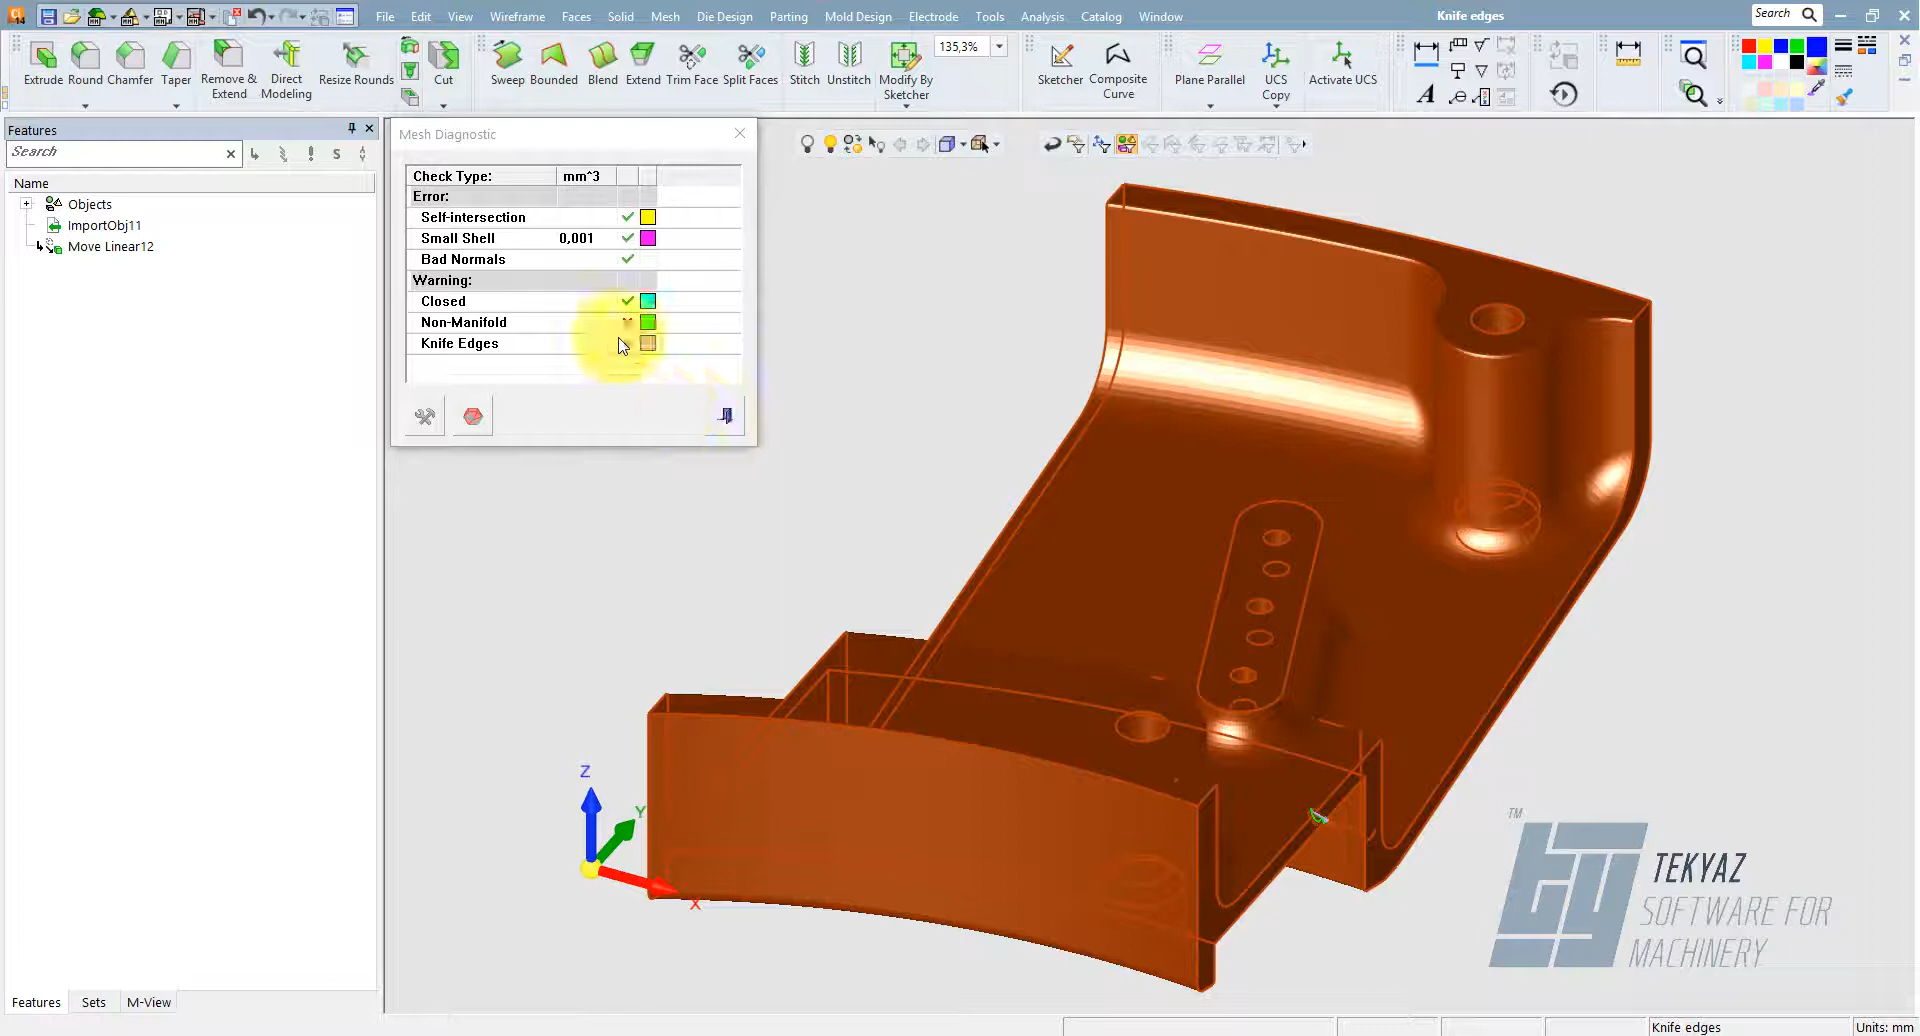 File Edit View Wireframe Faces Solid Mesh Die Design Parting Mold Design Electrode Tools Analysis Catalog Window
Knife edges
Search
Extrude Round Chamfer Taper Remove & Extend Direct Modeling Resize Rounds Cut
Sweep Bounded Blend Extend Trim Face Split Faces Stitch Unstitch Modify By Sketcher
135,3%
Sketcher Composite Curve Plane Parallel UCS Copy Activate UCS
A
Features
Search
S
Name
Objects
ImportObj11
Move Linear12
Mesh Diagnostic
Check Type: mm^3
Error:
Self-intersection
Small Shell 0,001
Bad Normals
Warning:
Closed
Non-Manifold
Knife Edges
Z
Y
X
TM
TEKYAZ
SOFTWARE FOR
MACHINERY
Features Sets M-View
Knife edges
Units: mm